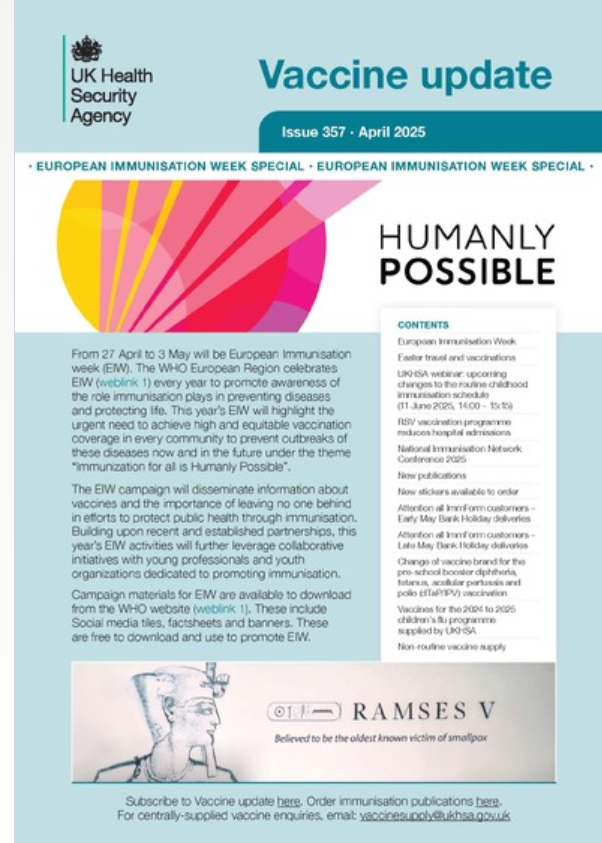 UK Health
Security
Agency
Vaccine update
Issue 357 · April 2025
· EUROPEAN IMMUNISATION WEEK SPECIAL · EUROPEAN IMMUNISATION WEEK SPECIAL ·
HUMANLY
POSSIBLE
From 27 April to 3 May will be European Immunisation
week (EIW). The WHO European Region celebrates
EIW (weblink 1) every year to promote awareness of
the role immunisation plays in preventing diseases
and protecting life. This year's EIW will highlight the
urgent need to achieve high and equitable vaccination
coverage in every community to prevent outbreaks of
these diseases now and in the future under the theme
"Immunization for all is Humanly Possible".
The EIW campaign will disseminate information about
vaccines and the importance of leaving no one behind
in efforts to protect public health through immunisation.
Building upon recent and established partnerships, this
year's EIW activities will further leverage collaborative
initiatives with young professionals and youth
organizations dedicated to promoting immunisation.
Campaign materials for EIW are available to download
from the WHO website (weblink 1). These include
Social media tiles, factsheets and banners. These
are free to download and use to promote EIW.
CONTENTS
European Immunisation Week
Easter travel and vaccinations
UKHSA webinar: upcoming
changes to the routine childhood
immunisation schedule
(11 June 2025, 14:00 – 15:15)
RSV vaccination programme
reduces hospital admissions
National Immunisation Network
Conference 2025
New publications
New stickers available to order
Attention all ImmForm customers –
Early May Bank Holiday deliveries
Attention all ImmForm customers –
Late May Bank Holiday deliveries
Change of vaccine brand for the
pre-school booster diphtheria,
tetanus, acellular pertussis and
polio (dTaP/IPV) vaccination
Vaccines for the 2024 to 2025
children's flu programme
supplied by UKHSA
Non-routine vaccine supply
RAMSES V
Believed to be the oldest known victim of smallpox
Subscribe to Vaccine update here. Order immunisation publications here.
For centrally-supplied vaccine enquiries, email: vaccinesupply@ukhsa.gov.uk